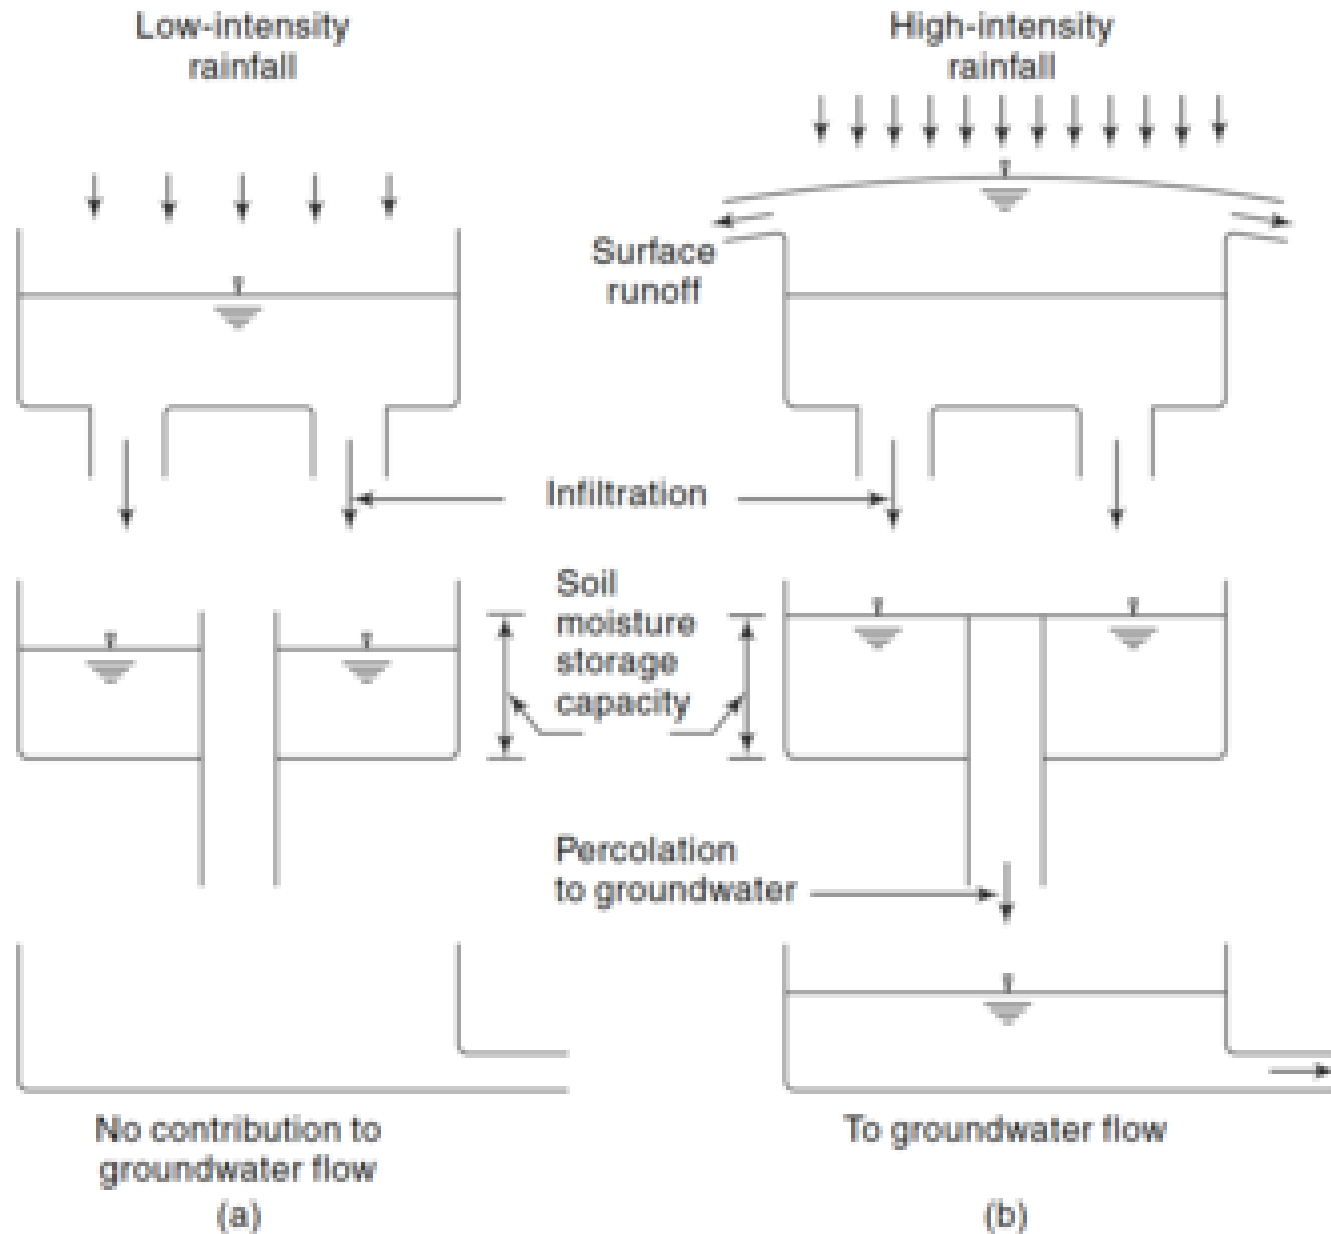 Low-intensity
rainfall
High-intensity
rainfall
Surface
runoff
Infiltration
Soil
moisture
storage
capacity
Percolation
to groundwater
No contribution to
groundwater flow
(a)
To groundwater flow
(b)